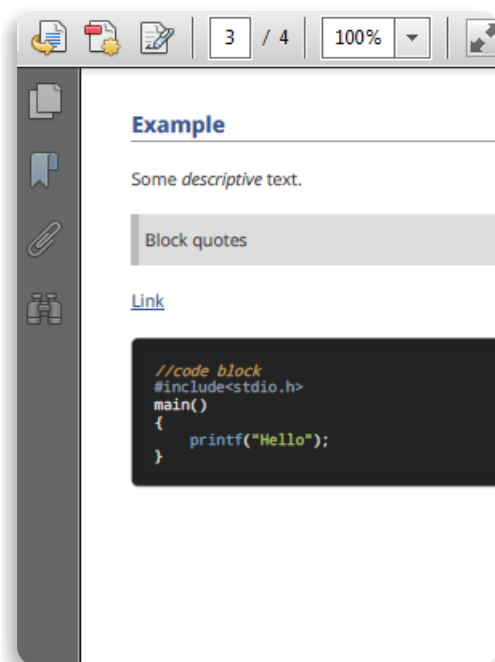 3 / 4 100%
Example
Some descriptive text.
Block quotes
Link
//code block
#include<stdio.h>
main()
{
    printf("Hello");
}